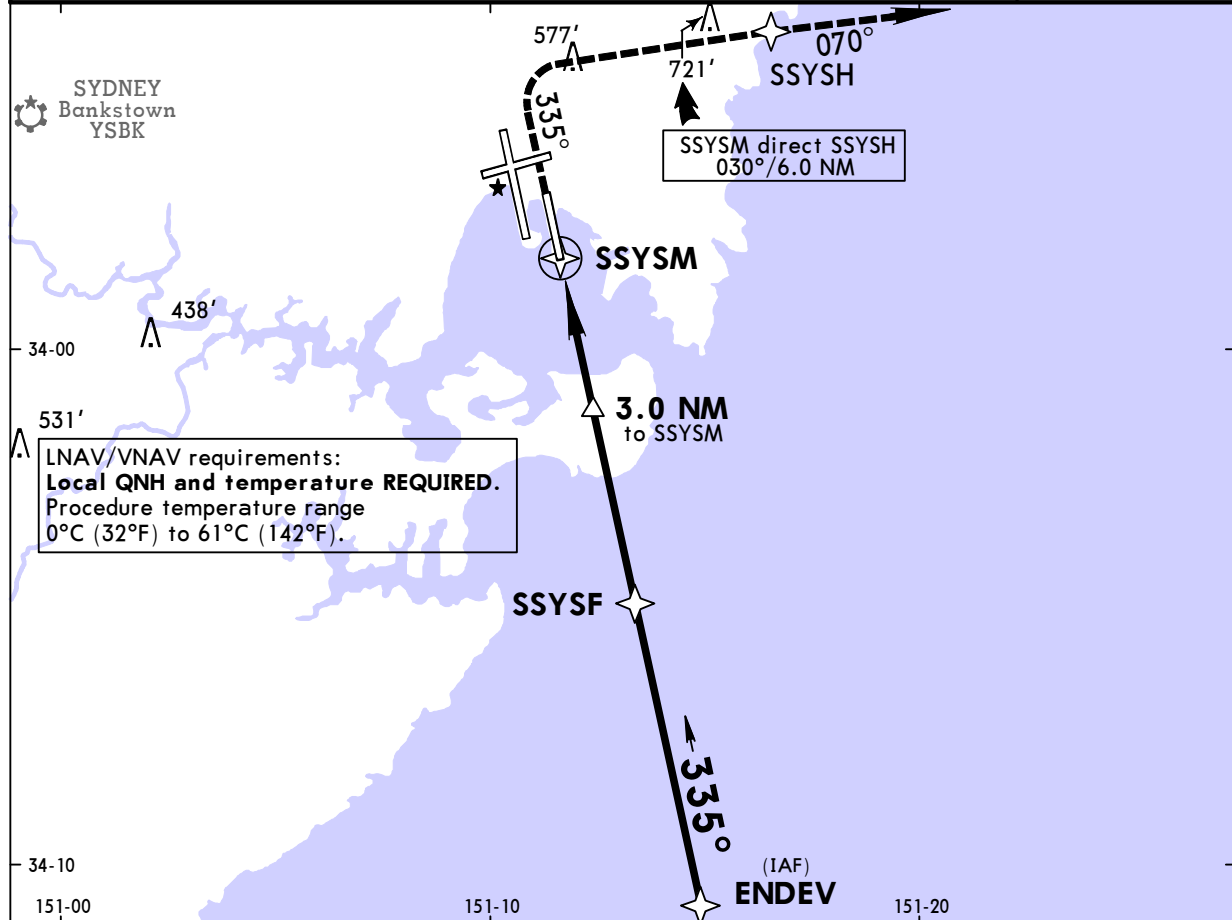 577'
070°
SSYSH
721'
335°
SYDNEY
Bankstown
YSBK
SSYSM direct SSYSH
030°/6.0 NM
SSYSM
438'
34-00
3.0 NM
to SSYSM
531'
LNAV/VNAV requirements:
Local QNH and temperature REQUIRED.
Procedure temperature range
0°C (32°F) to 61°C (142°F).
SSYSF
335°
34-10
(IAF)
ENDEV
151-00
151-10
151-20